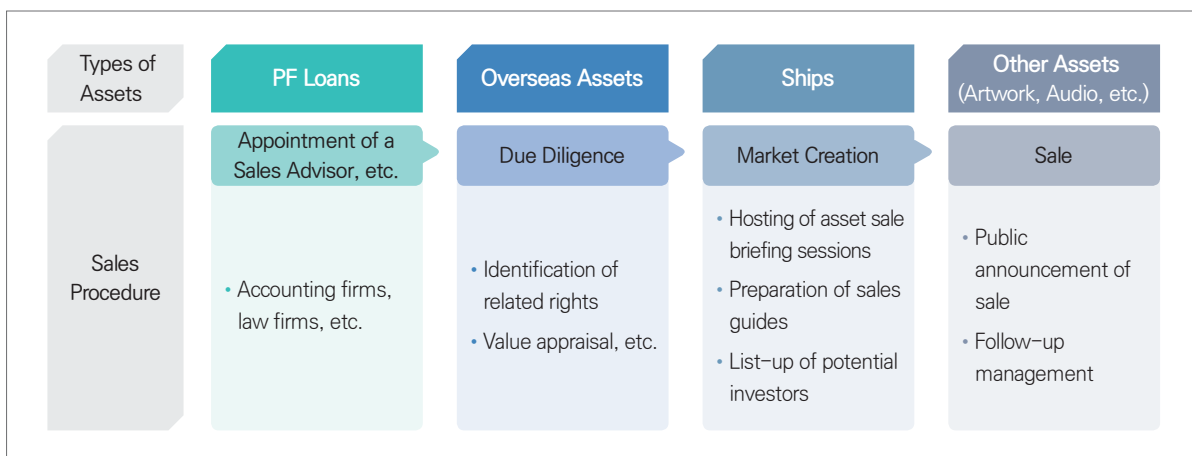 Types of
Assets
PF Loans
Overseas Assets
Ships
Other Assets
(Artwork, Audio, etc.)
Sales
Procedure
Appointment of a
Sales Advisor, etc.
• Accounting firms,
law firms, etc.
Due Diligence
• Identification of
related rights
• Value appraisal, etc.
Market Creation
• Hosting of asset sale
briefing sessions
• Preparation of sales
guides
• List-up of potential
investors
Sale
• Public
announcement of
sale
• Follow-up
management